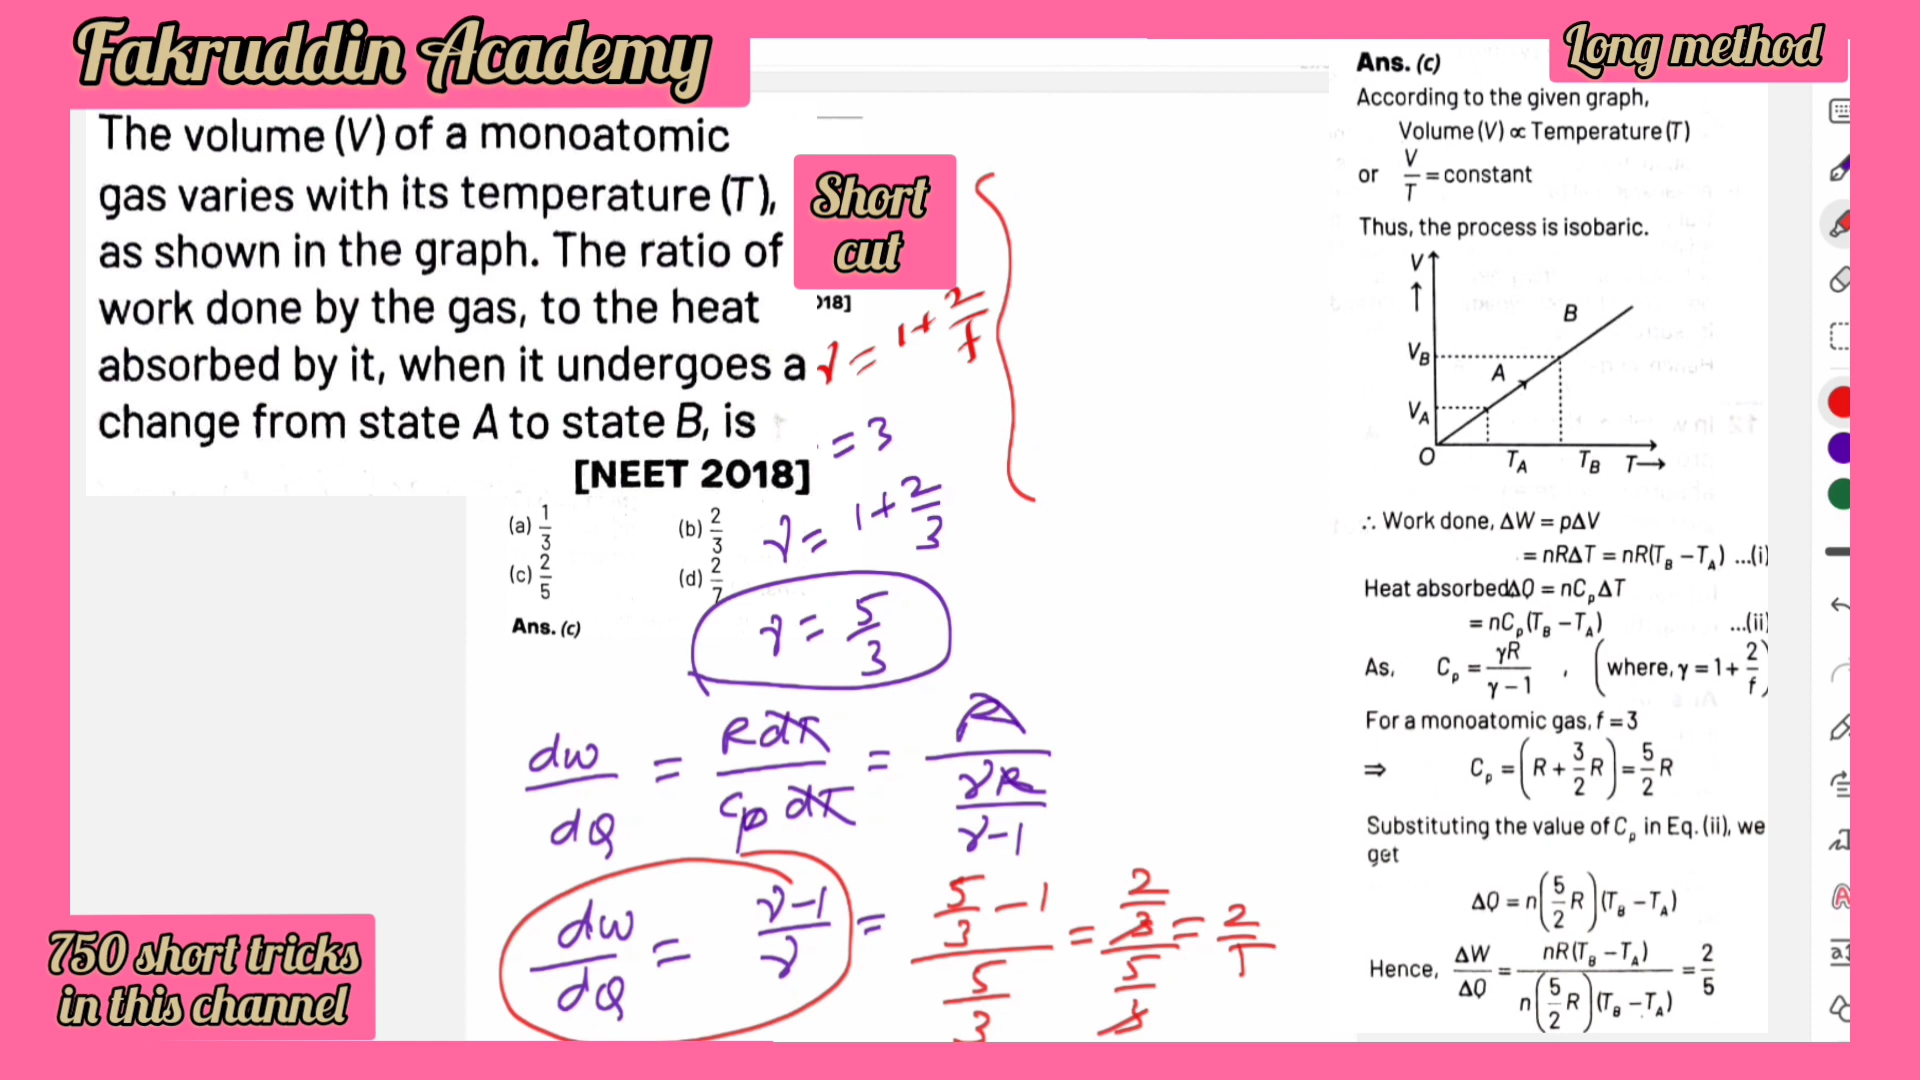 Fakruddin Academy
Long method
The volume (V) of a monoatomic
gas varies with its temperature (T),
as shown in the graph. The ratio of
work done by the gas, to the heat
absorbed by it, when it undergoes a
change from state A to state B, is
[NEET 2018]
Short
cut
018]
(a) 1/3 (b) 2/3
(c) 2/5 (d) 2/7
Ans. (c)
γ = 1 + 2/f
= 3
γ = 1 + 2/3
γ = 5/3
dw/dQ = RdT/Cp dT = R/(γR/(γ-1))
dw/dQ = (γ-1)/γ = (5/3 - 1)/(5/3) = (2/3)/(5/3) = 2/
750 short tricks
in this channel
Ans. (c)
According to the given graph,
Volume (V) ∝ Temperature (T)
or V/T = constant
Thus, the process is isobaric.
V
B
V_B
A
V_A
O T_A T_B T→
∴ Work done, ΔW = pΔV
= nRΔT = nR(T_B – T_A) ...(i)
Heat absorbedΔQ = nC_pΔT
= nC_p(T_B – T_A) ...(ii)
As, C_p = γR/(γ – 1) , (where, γ = 1 + 2/f)
For a monoatomic gas, f = 3
⇒ C_p = (R + 3/2 R) = 5/2 R
Substituting the value of C_p in Eq. (ii), we
get
ΔQ = n(5/2 R)(T_B – T_A)
Hence, ΔW/ΔQ = nR(T_B – T_A)/n(5/2 R)(T_B – T_A) = 2/5